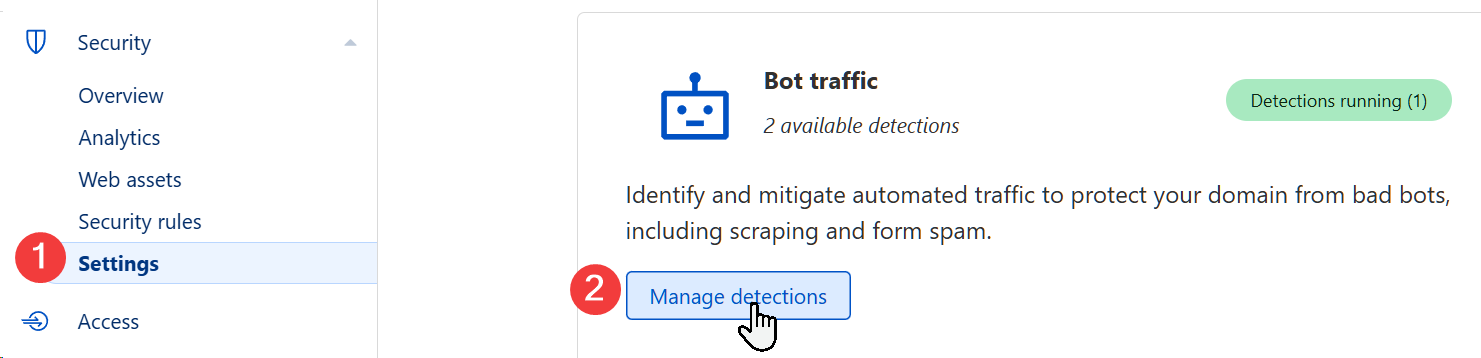 Security
Overview
Analytics
Web assets
Security rules
1
Settings
Access
Bot traffic
2 available detections
Detections running (1)
Identify and mitigate automated traffic to protect your domain from bad bots,
including scraping and form spam.
2
Manage detections